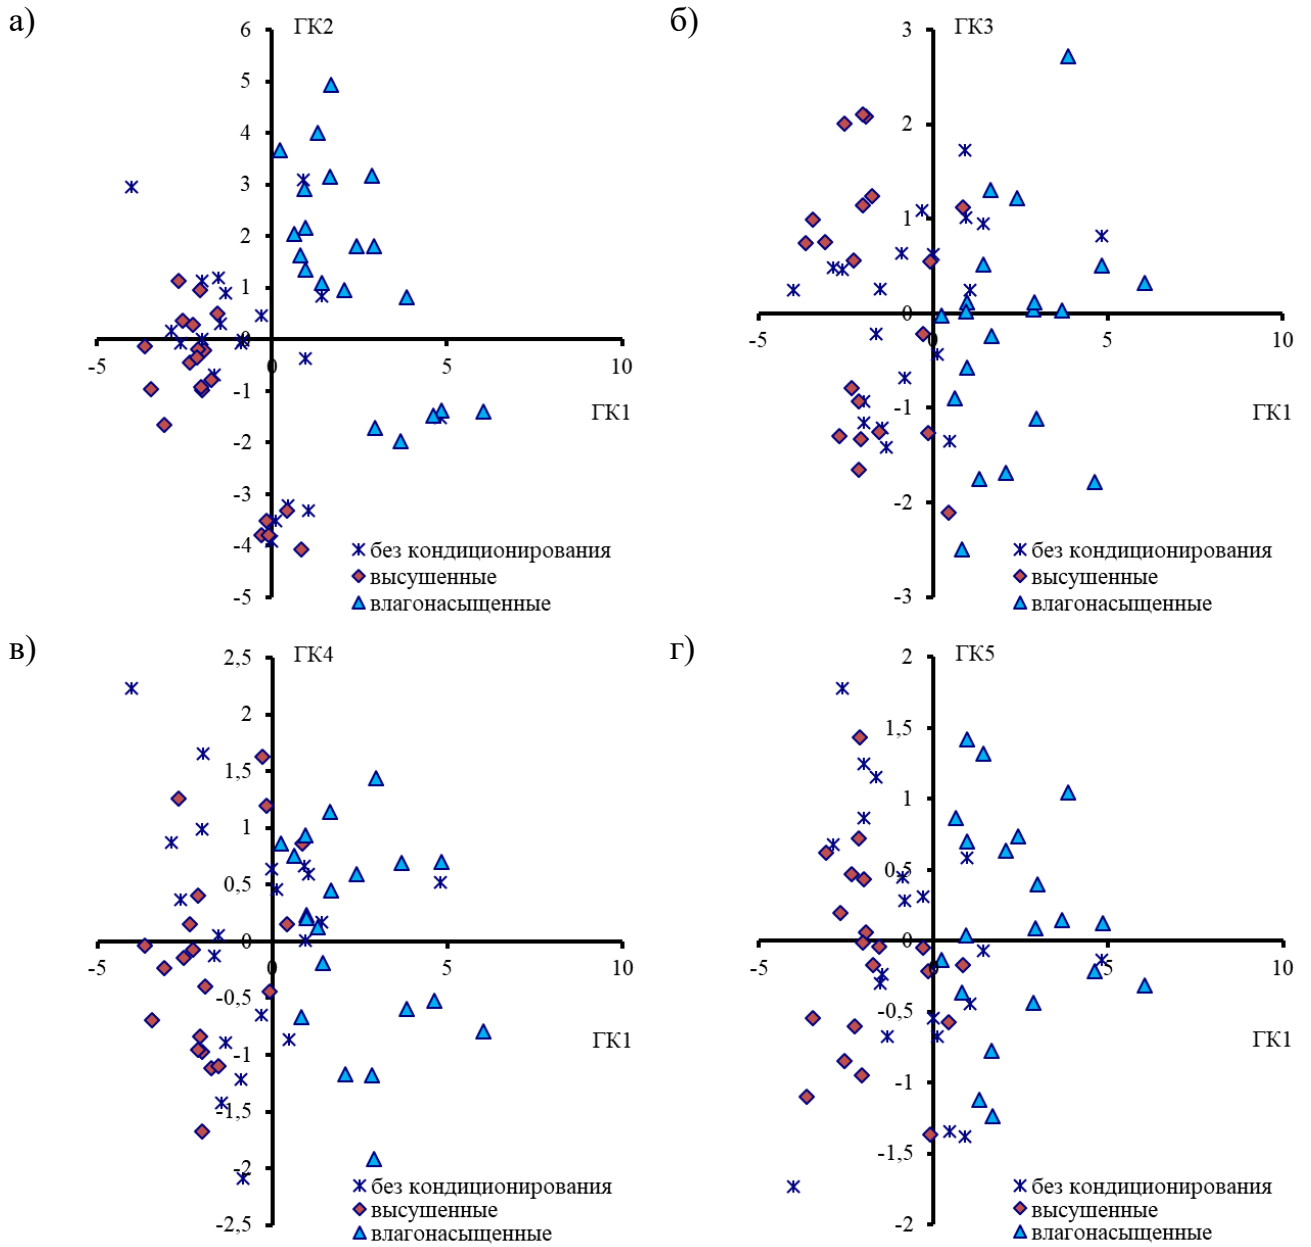 а)
ГК2
6
5
4
3
2
1
0
-1
-2
-3
-4
-5
-5
0
5
10
ГК1
без кондиционирования
высушенные
влагонасыщенные
б)
ГК3
3
2
1
0
-1
-2
-3
-5
0
5
10
ГК1
без кондиционирования
высушенные
влагонасыщенные
в)
ГК4
2,5
2
1,5
1
0,5
0
-0,5
-1
-1,5
-2
-2,5
-5
0
5
10
ГК1
без кондиционирования
высушенные
влагонасыщенные
г)
ГК5
2
1,5
1
0,5
0
-0,5
-1
-1,5
-2
-5
0
5
10
ГК1
без кондиционирования
высушенные
влагонасыщенные